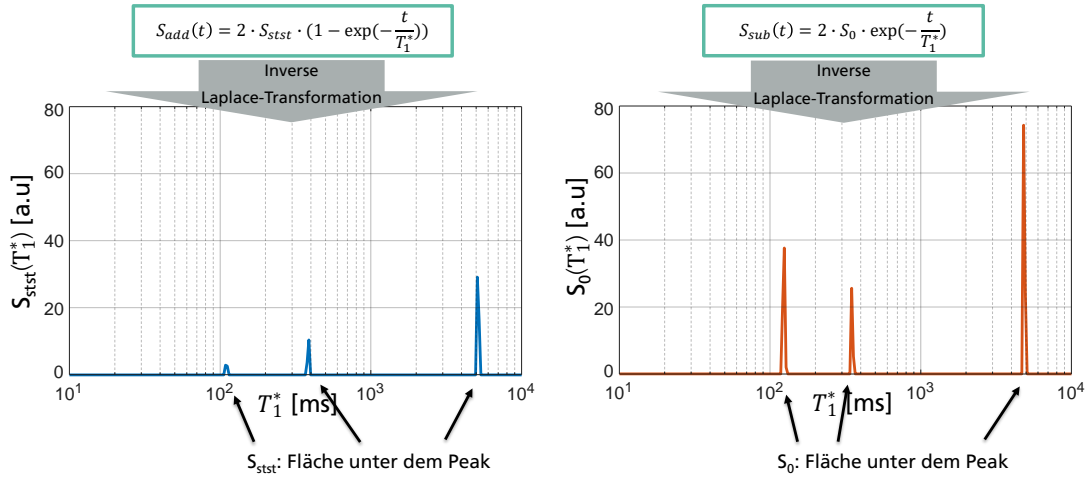 S_add(t) = 2 · S_stst · (1 − exp(−t/T₁*))
Inverse
Laplace-Transformation
80
60
40
20
0
S_stst(T₁*) [a.u]
10¹ 10² 10³ 10⁴
T₁* [ms]
S_stst: Fläche unter dem Peak
S_sub(t) = 2 · S₀ · exp(−t/T₁*)
Inverse
Laplace-Transformation
80
60
40
20
0
S₀(T₁*) [a.u]
10¹ 10² 10³ 10⁴
T₁* [ms]
S₀: Fläche unter dem Peak